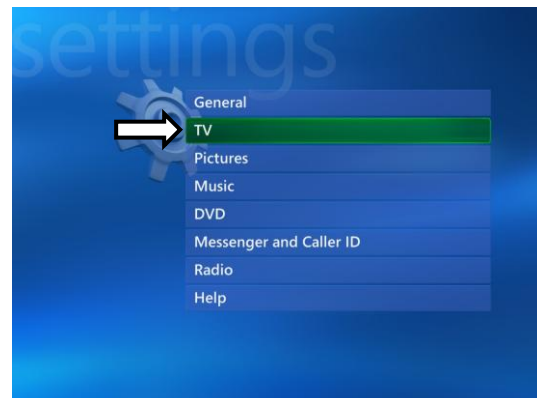 settings
General
TV
Pictures
Music
DVD
Messenger and Caller ID
Radio
Help